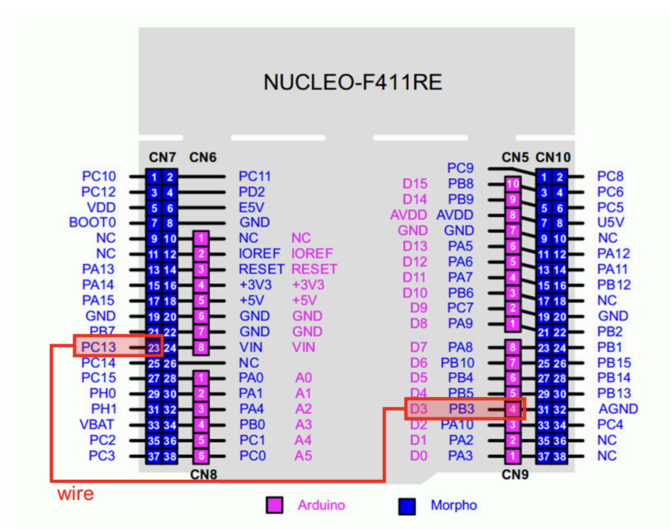 NUCLEO-F411RE
CN7 CN6 CN5 CN10
PC9
PC10 1 2 PC11 1 2 PC8
PC12 3 4 PD2 D15 PB8 10 3 4 PC6
VDD 5 6 E5V D14 PB9 9 5 6 PC5
BOOT0 7 8 GND AVDD AVDD 8 7 8 U5V
NC 9 10 1 NC NC GND GND 7 9 10 NC
NC 11 12 2 IOREF IOREF D13 PA5 6 11 12 PA12
PA13 13 14 3 RESET RESET D12 PA6 5 13 14 PA11
PA14 15 16 4 +3V3 +3V3 D11 PA7 4 15 16 PB12
PA15 17 18 5 +5V +5V D10 PB6 3 17 18 NC
GND 19 20 6 GND GND D9 PC7 2 19 20 GND
PB7 21 22 7 GND GND D8 PA9 1 21 22 PB2
PC13 23 24 8 VIN VIN D7 PA8 8 23 24 PB1
PC14 25 26 NC D6 PB10 7 25 26 PB15
PC15 27 28 1 PA0 A0 D5 PB4 6 27 28 PB14
PH0 29 30 2 PA1 A1 D4 PB5 5 29 30 PB13
PH1 31 32 3 PA4 A2 D3 PB3 4 31 32 AGND
VBAT 33 34 4 PB0 A3 D2 PA10 3 33 34 PC4
PC2 35 36 5 PC1 A4 D1 PA2 2 35 36 NC
PC3 37 38 6 PC0 A5 D0 PA3 1 37 38 NC
CN8 CN9
wire
Arduino Morpho